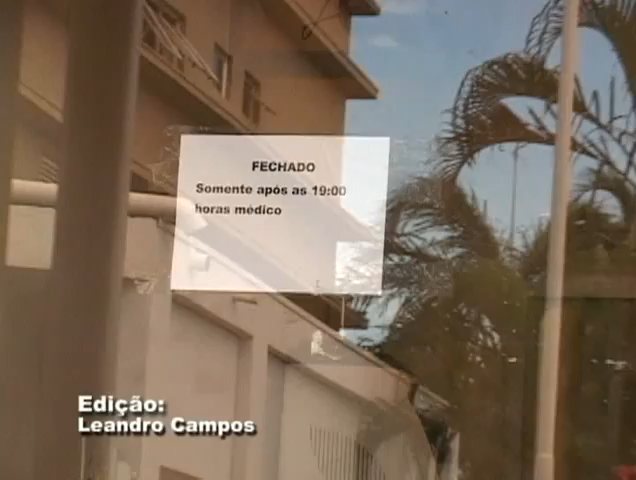 FECHADO
Somente após as 19:00
horas médico
Edição:
Leandro Campos